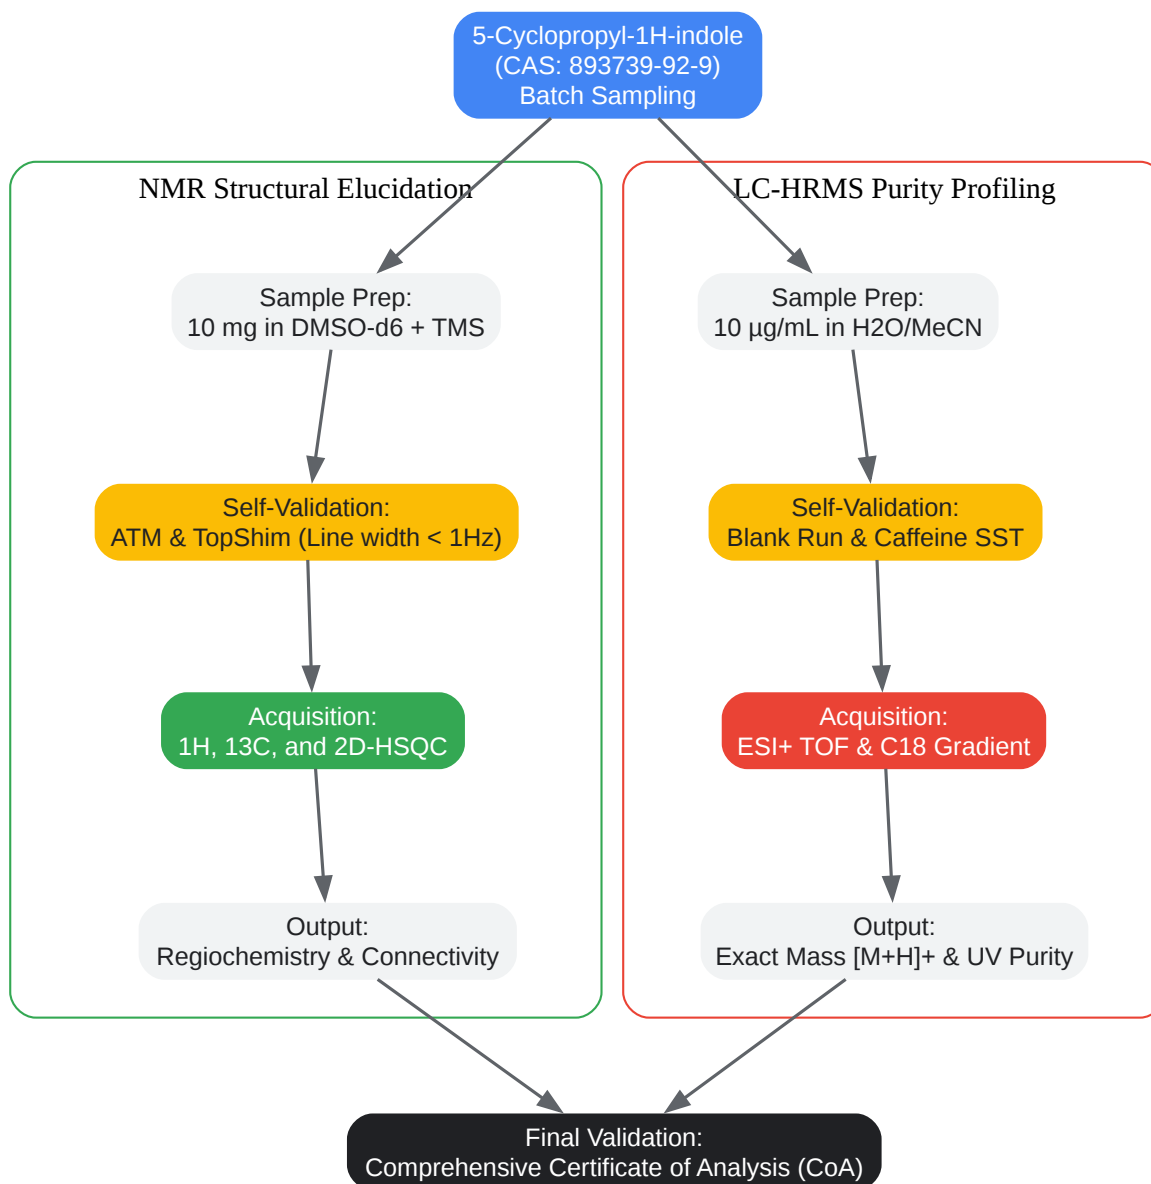 5-Cyclopropyl-1H-indole
(CAS: 893739-92-9)
Batch Sampling
NMR Structural Elucidation
Sample Prep:
10 mg in DMSO-d6 + TMS
Self-Validation:
ATM & TopShim (Line width < 1Hz)
Acquisition:
1H, 13C, and 2D-HSQC
Output:
Regiochemistry & Connectivity
LC-HRMS Purity Profiling
Sample Prep:
10 µg/mL in H2O/MeCN
Self-Validation:
Blank Run & Caffeine SST
Acquisition:
ESI+ TOF & C18 Gradient
Output:
Exact Mass [M+H]+ & UV Purity
Final Validation:
Comprehensive Certificate of Analysis (CoA)